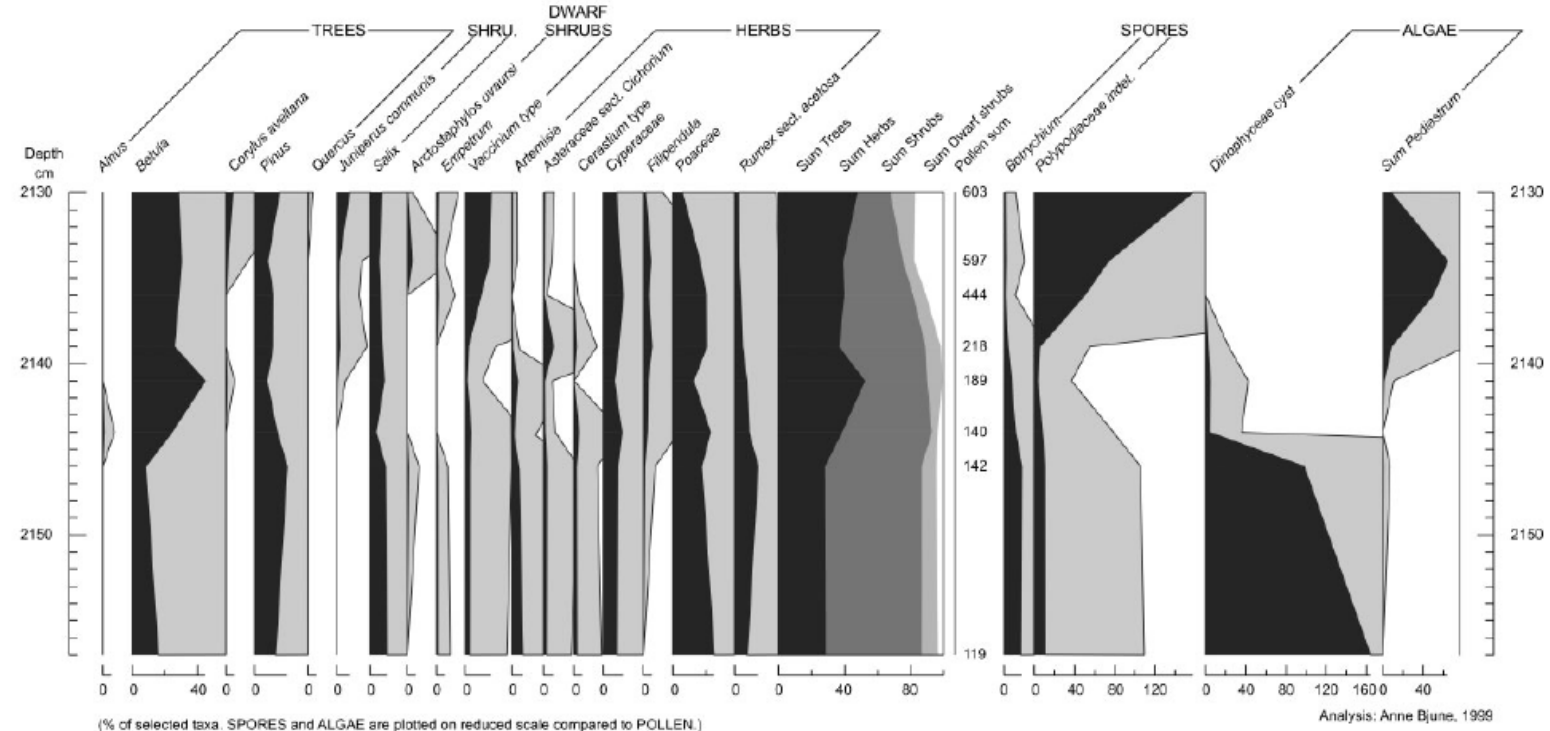 DWARF
TREES SHRU. SHRUBS HERBS SPORES ALGAE
Alnus
Betula
Corylus avellana
Pinus
Quercus
Juniperus communis
Salix
Arctostaphylos uvaursi
Empetrum
Vaccinium type
Artemisia
Asteraceae sect. Cichorium
Cerastium type
Cyperaceae
Filipendula
Poaceae
Rumex sect. acetosa
Sum Trees
Sum Herbs
Sum Shrubs
Sum Dwarf shrubs
Pollen sum
Botrychium
Polypodiaceae indet.
Dinophyceae cyst
Sum Pediastrum
Depth
cm
2130 603 2130
597
444
218
2140 189 2140
140
142
2150 2150
119
0 0 40 0 0 0 0 0 0 0 0 0 0 0 0 0 0 0 0 40 80 0 0 40 80 120 0 40 80 120 160 0 40
(% of selected taxa. SPORES and ALGAE are plotted on reduced scale compared to POLLEN.)
Analysis: Anne Bjune, 1999